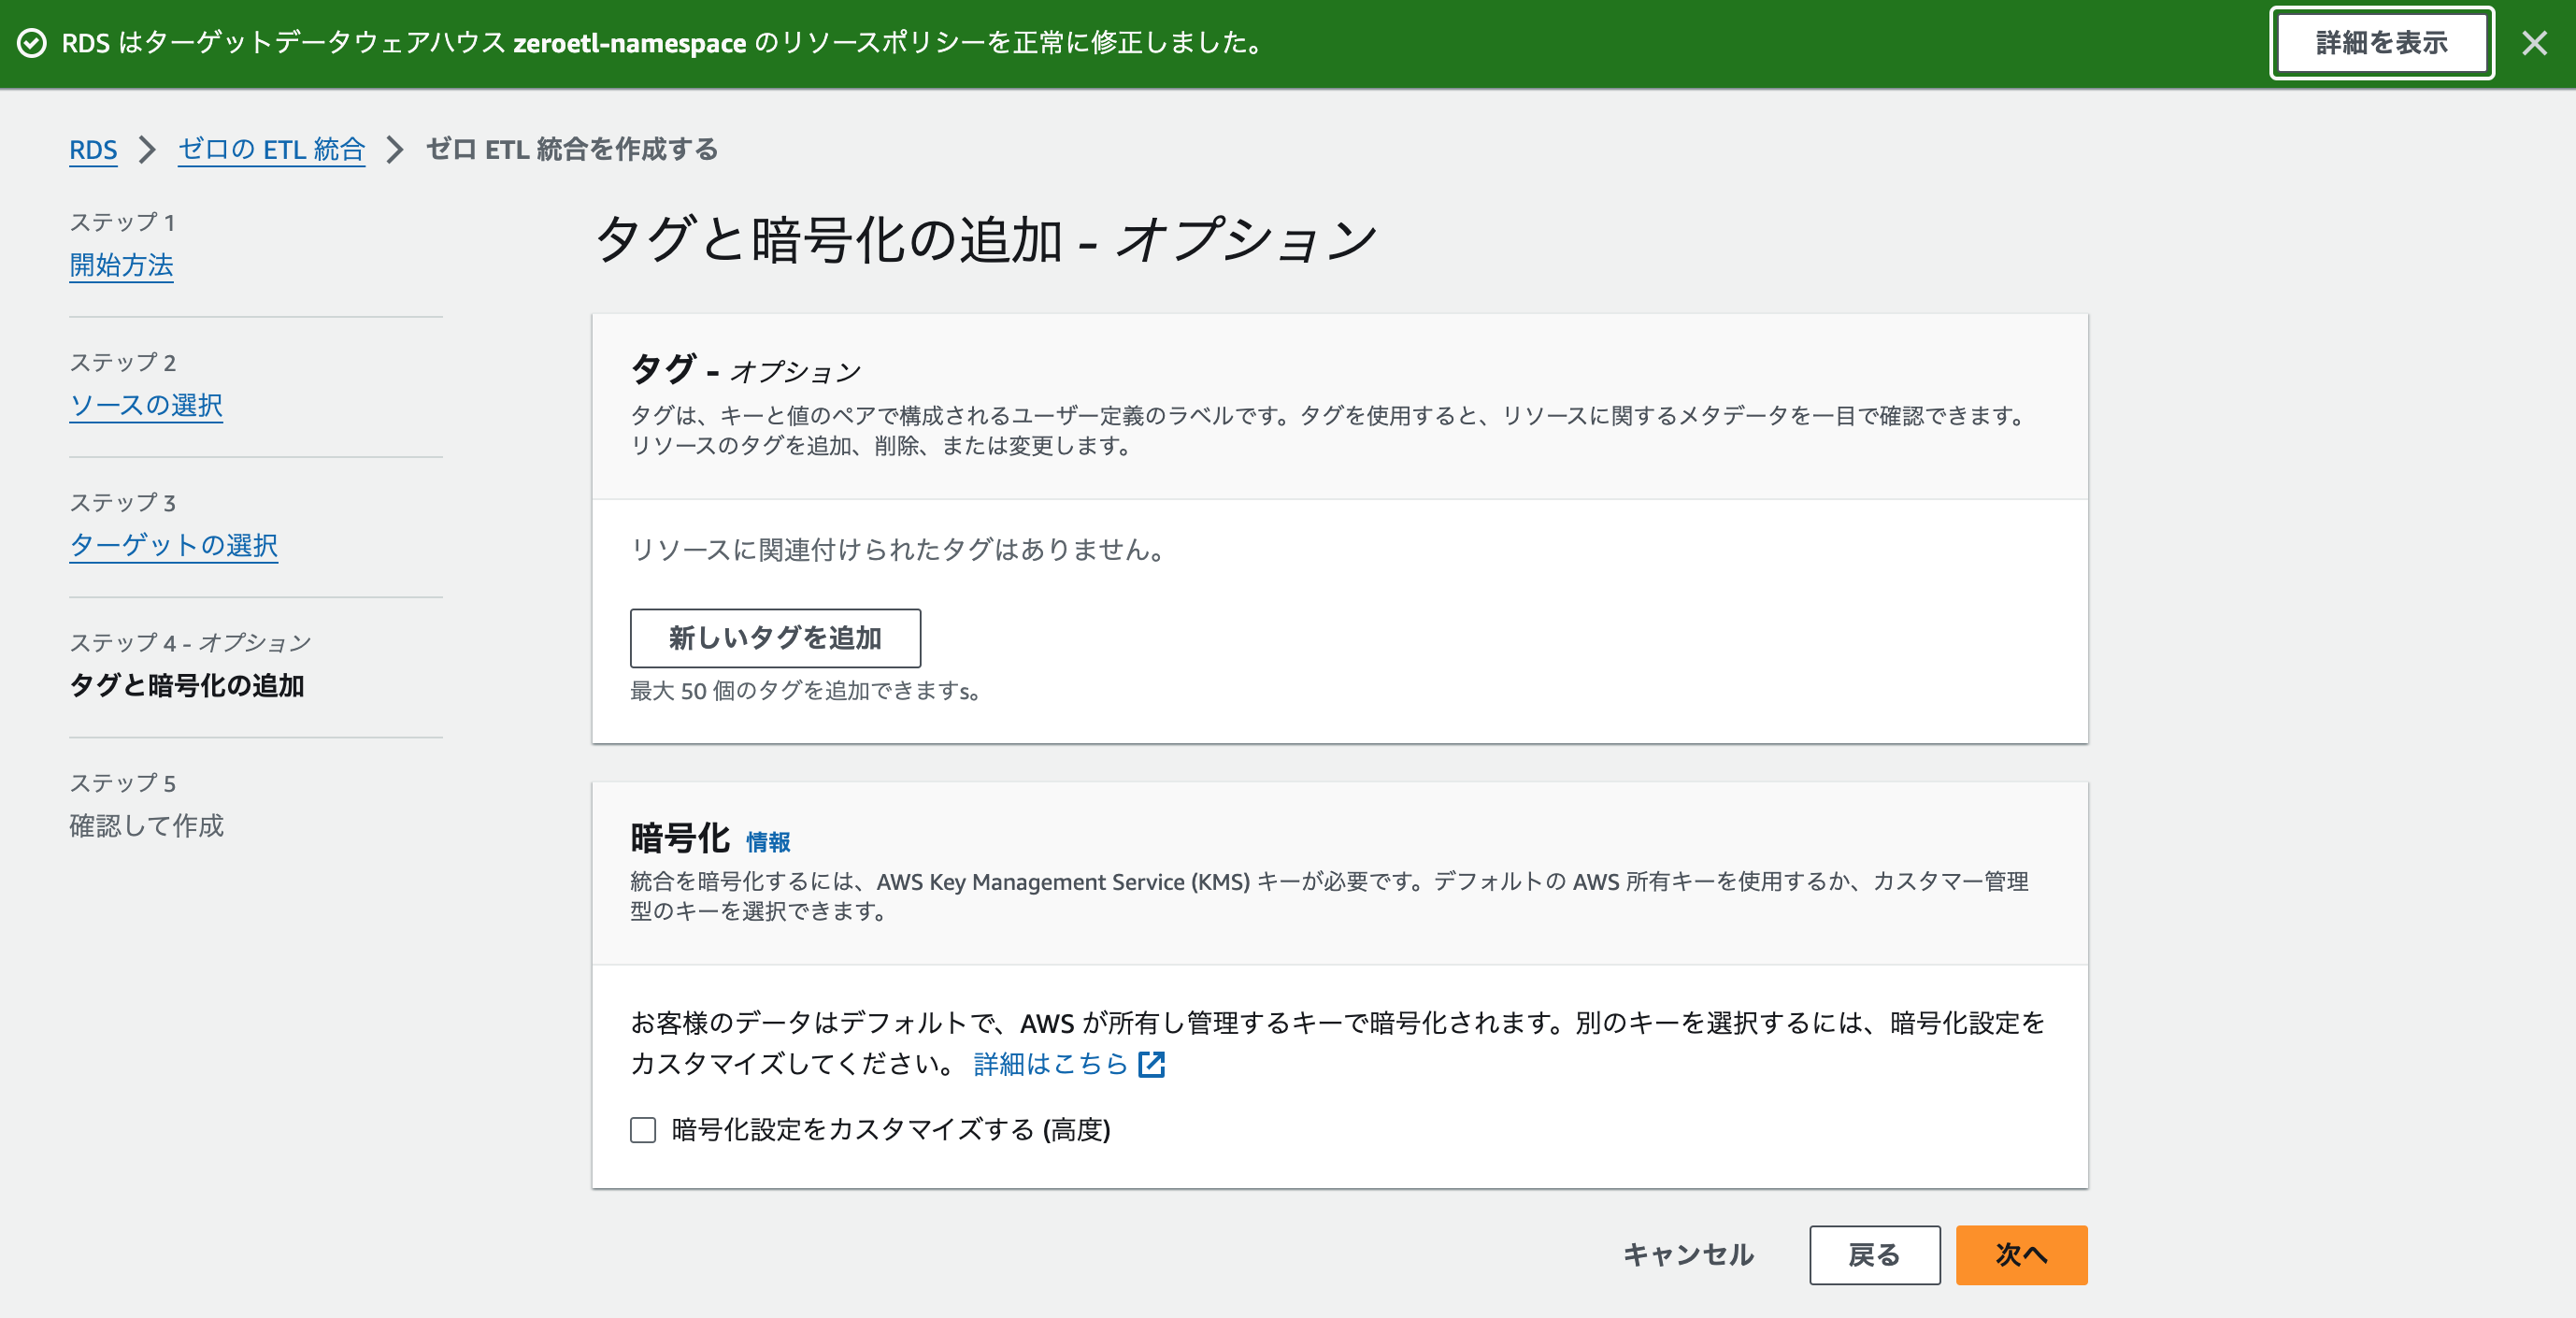 RDS はターゲットデータウェアハウス zeroetl-namespace のリソースポリシーを正常に修正しました。
詳細を表示
RDS
ゼロの ETL 統合
ゼロ ETL 統合を作成する
ステップ 1
開始方法
ステップ 2
ソースの選択
ステップ 3
ターゲットの選択
ステップ 4 - オプション
タグと暗号化の追加
ステップ 5
確認して作成
タグと暗号化の追加 - オプション
タグ - オプション
タグは、キーと値のペアで構成されるユーザー定義のラベルです。タグを使用すると、リソースに関するメタデータを一目で確認できます。
リソースのタグを追加、削除、または変更します。
リソースに関連付けられたタグはありません。
新しいタグを追加
最大 50 個のタグを追加できますs。
暗号化 情報
統合を暗号化するには、AWS Key Management Service (KMS) キーが必要です。デフォルトの AWS 所有キーを使用するか、カスタマー管理
型のキーを選択できます。
お客様のデータはデフォルトで、AWS が所有し管理するキーで暗号化されます。別のキーを選択するには、暗号化設定を
カスタマイズしてください。 詳細はこちら
暗号化設定をカスタマイズする (高度)
キャンセル
戻る
次へ